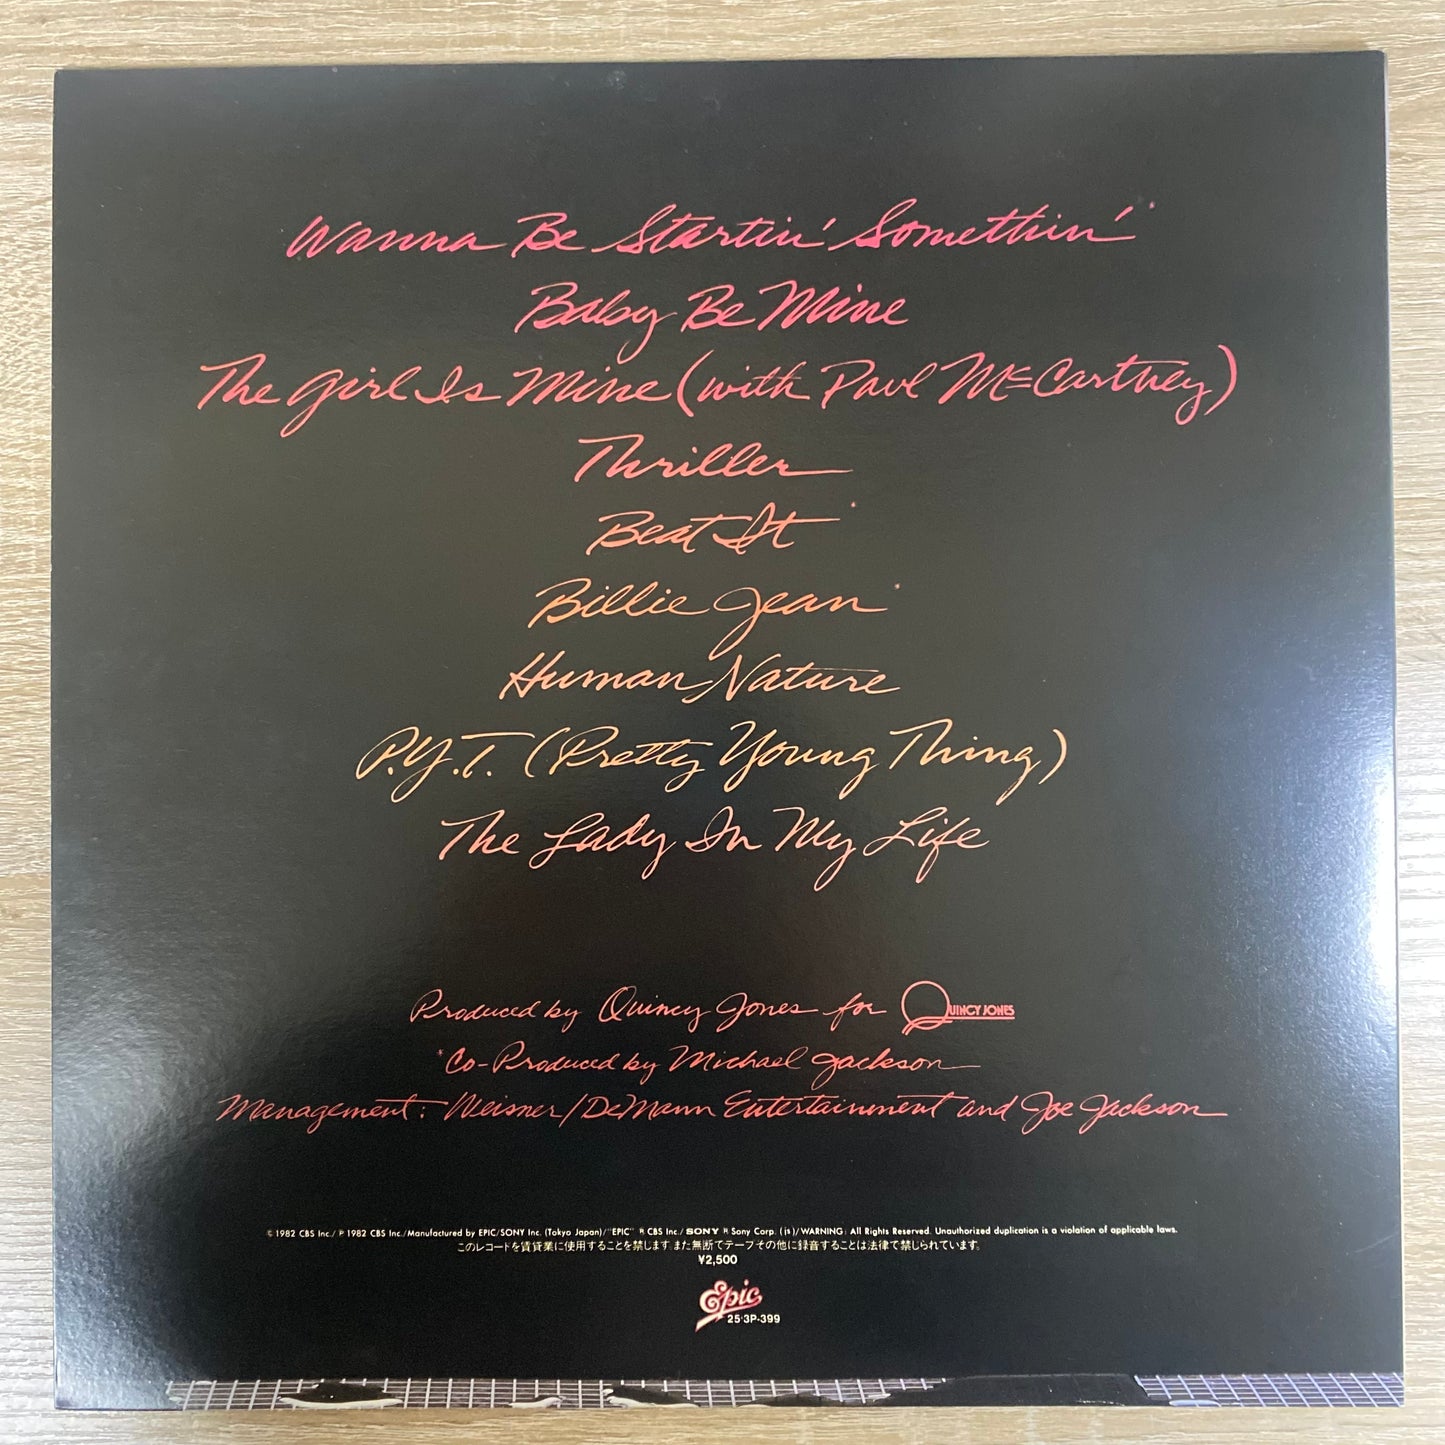 Wanna Be Startin' Somethin'*
Baby Be Mine
The Girl Is Mine (with Paul McCartney)
Thriller
Beat It*
Billie Jean*
Human Nature
P.Y.T. (Pretty Young Thing)
The Lady In My Life
Produced by Quincy Jones for QUINCY JONES
*Co-Produced by Michael Jackson
Management: Weisner/DeMann Entertainment and Joe Jackson
© 1982 CBS Inc./℗ 1982 CBS Inc./Manufactured by EPIC/SONY Inc. (Tokyo Japan)/"EPIC" ® CBS Inc./SONY ® Sony Corp. (js)/WARNING: All Rights Reserved. Unauthorized duplication is a violation of applicable laws.
このレコードを賃貸業に使用することを禁じます。また無断でテープその他に録音することは法律で禁じられています。
¥2,500
Epic
25·3P-399